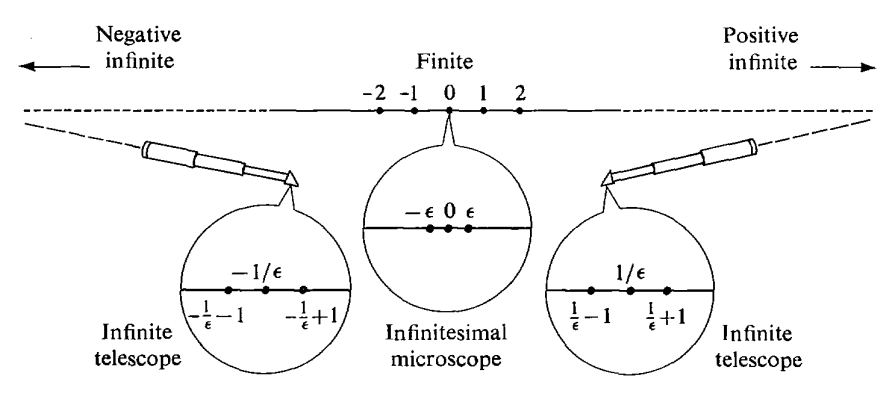 Negative
infinite
Finite
Positive
infinite
-2 -1 0 1 2
-ϵ 0 ϵ
-1/ϵ
-1/ϵ-1 -1/ϵ+1
1/ϵ
1/ϵ-1 1/ϵ+1
Infinite
telescope
Infinitesimal
microscope
Infinite
telescope